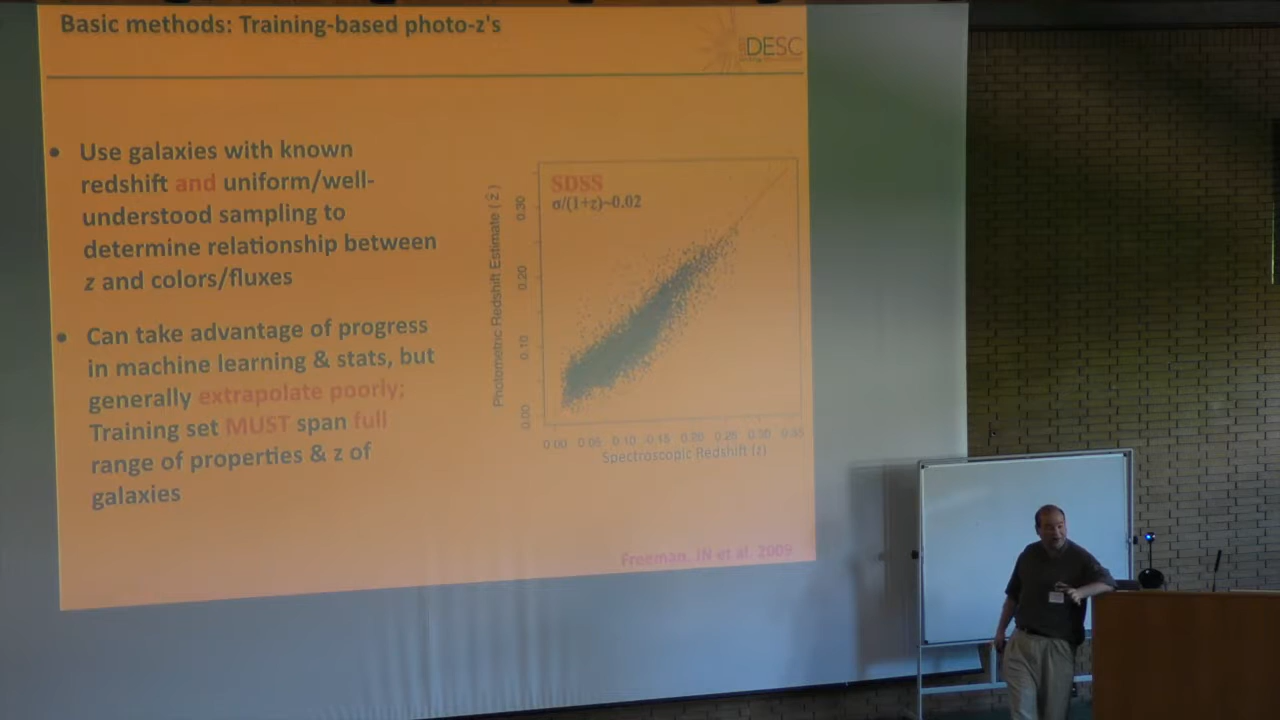 Basic methods: Training-based photo-z's
DESC
Use galaxies with known
redshift and uniform/well-
understood sampling to
determine relationship between
z and colors/fluxes
Can take advantage of progress
in machine learning & stats, but
generally extrapolate poorly;
Training set MUST span full
range of properties & z of
galaxies
SDSS
σ/(1+z)~0.02
Photometric Redshift Estimate ( ẑ )
0.30
0.20
0.10
0.00
0.00 0.05 0.10 0.15 0.20 0.25 0.30 0.35
Spectroscopic Redshift (z)
Freeman, JN et al. 2009